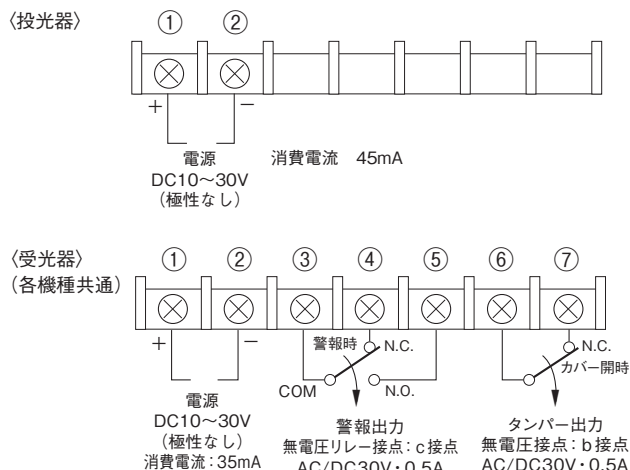 〈投光器〉
① ②
＋ −
電源 消費電流 45mA
DC10〜30V
（極性なし）
〈受光器〉
（各機種共通）
① ② ③ ④ ⑤ ⑥ ⑦
＋ −
警報時 N.C. N.C.
カバー開時
COM N.O.
電源
DC10〜30V
（極性なし）
消費電流：35mA
警報出力
無電圧リレー接点：c接点
AC/DC30V・0.5A
タンパー出力
無電圧接点：b接点
AC/DC30V・0.5A